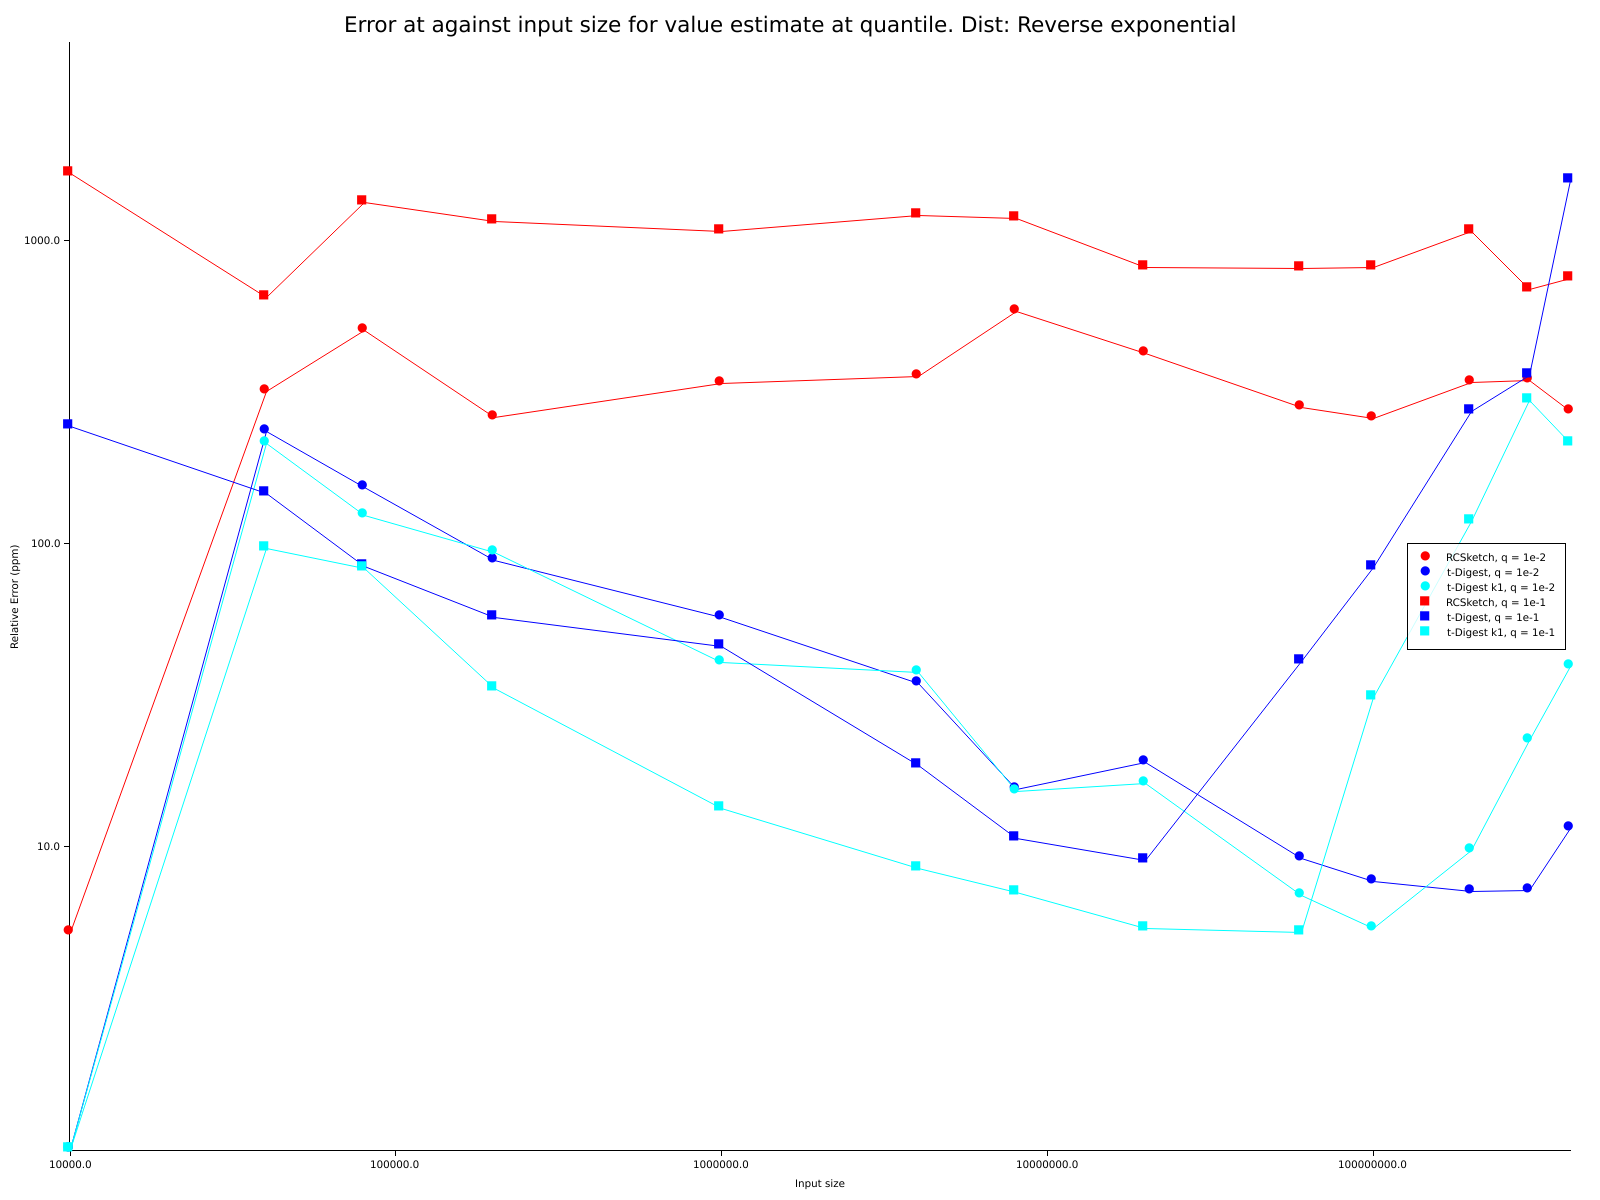 Error at against input size for value estimate at quantile. Dist: Reverse exponential
1000.0
100.0
10.0
Relative Error (ppm)
RCSketch, q = 1e-2
t-Digest, q = 1e-2
t-Digest k1, q = 1e-2
RCSketch, q = 1e-1
t-Digest, q = 1e-1
t-Digest k1, q = 1e-1
10000.0 100000.0 1000000.0 10000000.0 100000000.0
Input size